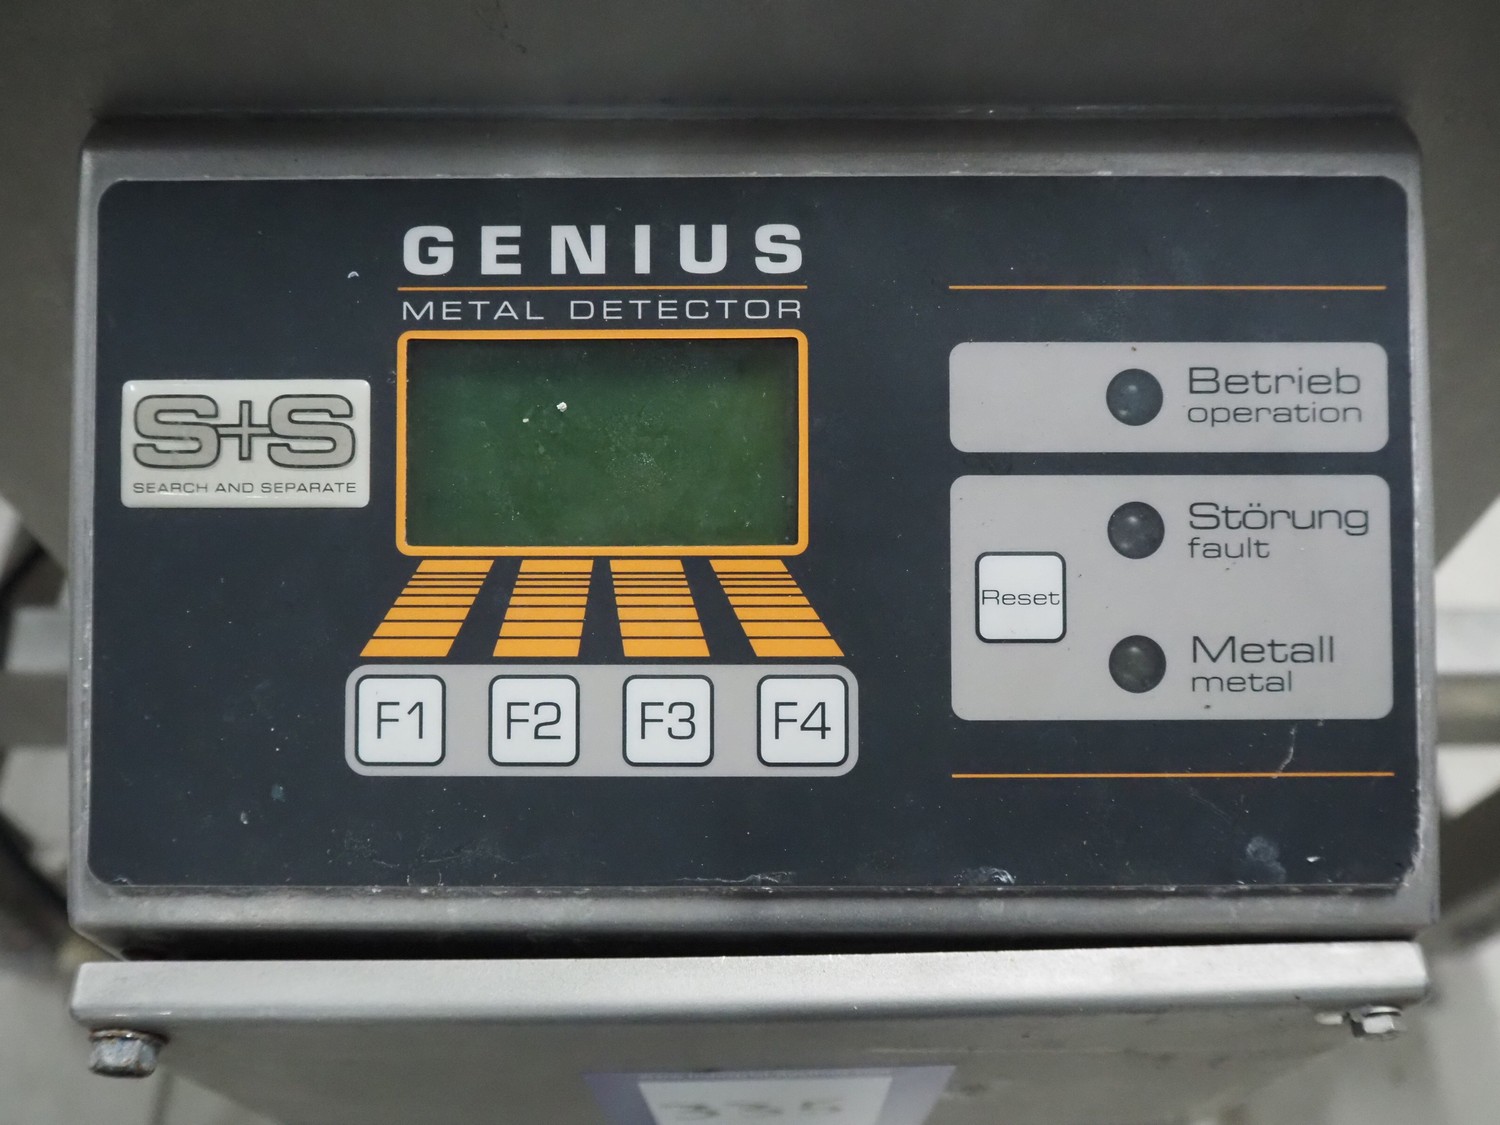 GENIUS
METAL DETECTOR
S+S
SEARCH AND SEPARATE
Betrieb
operation
Störung
fault
Reset
Metall
metal
F1 F2 F3 F4